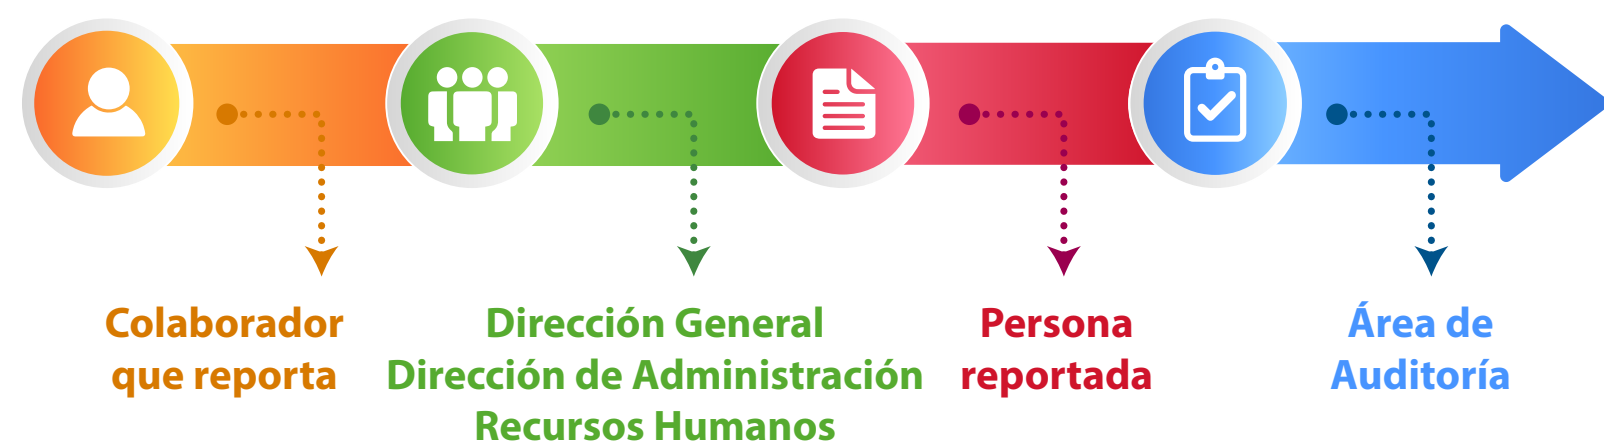 Colaborador
que reporta
Dirección General
Dirección de Administración
Recursos Humanos
Persona
reportada
Área de
Auditoría